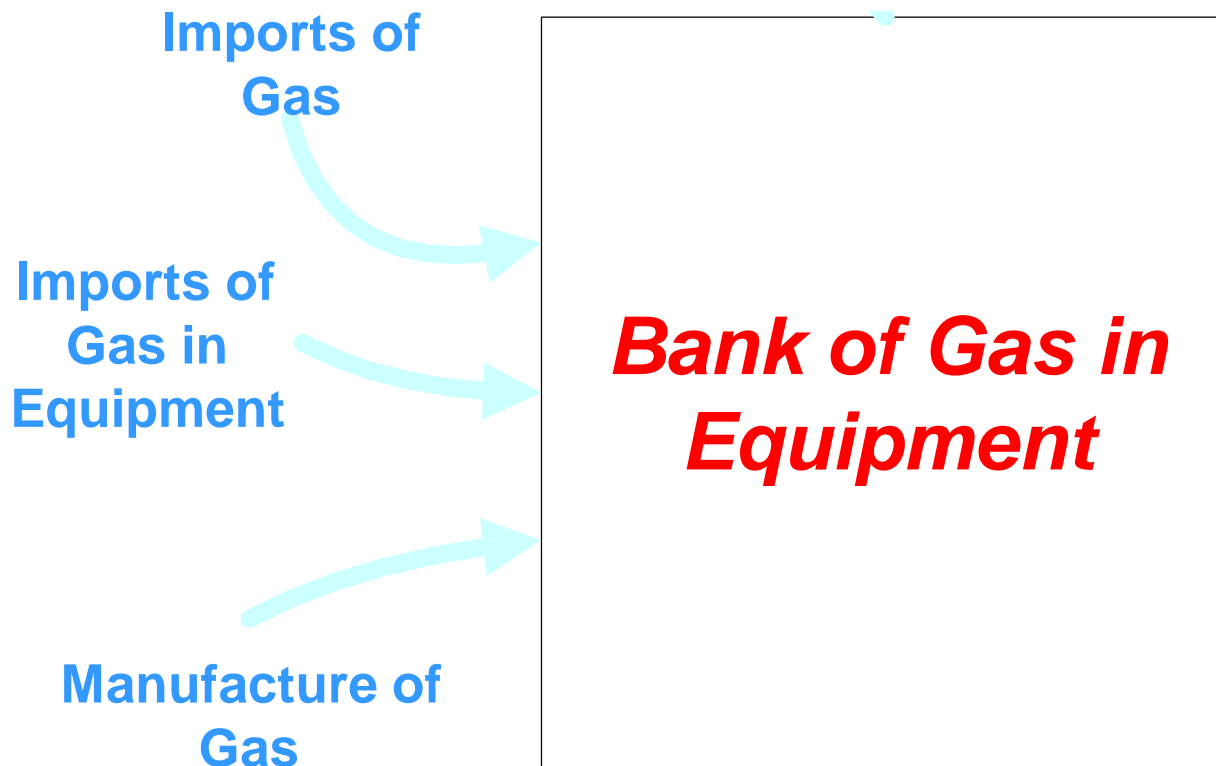 Imports of
Gas
Imports of
Gas in
Equipment
Bank of Gas in
Equipment
Manufacture of
Gas